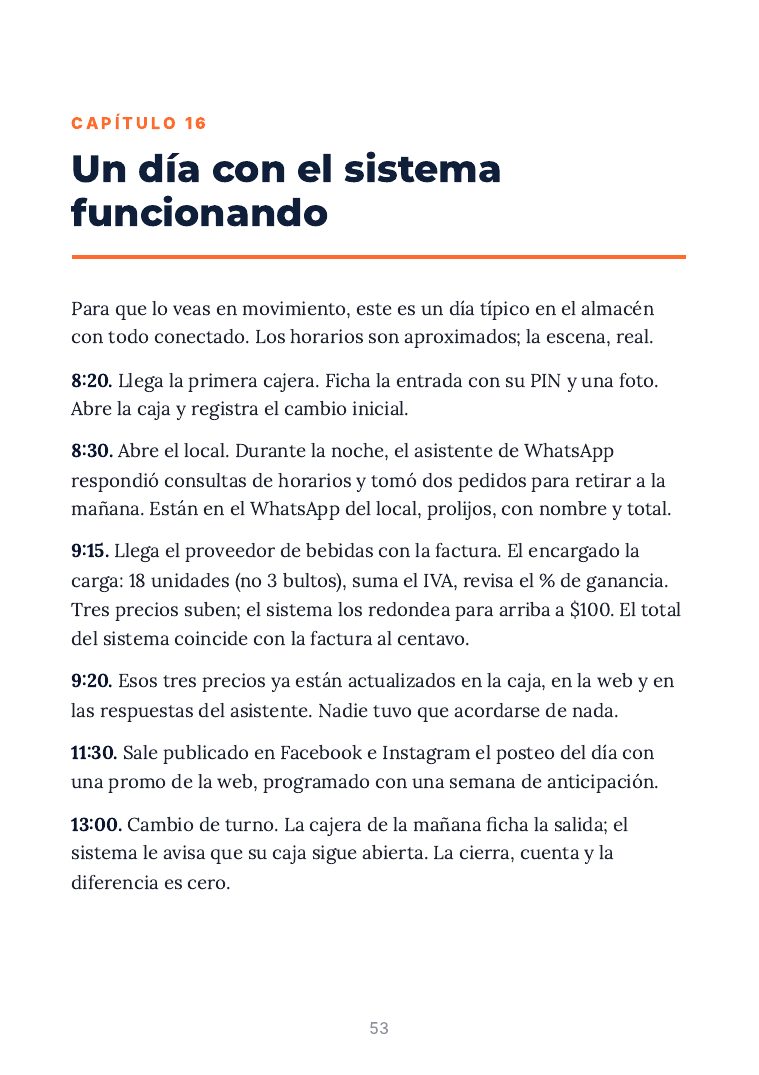 CAPÍTULO 16
Un día con el sistema
funcionando
Para que lo veas en movimiento, este es un día típico en el almacén
con todo conectado. Los horarios son aproximados; la escena, real.
8:20. Llega la primera cajera. Ficha la entrada con su PIN y una foto.
Abre la caja y registra el cambio inicial.
8:30. Abre el local. Durante la noche, el asistente de WhatsApp
respondió consultas de horarios y tomó dos pedidos para retirar a la
mañana. Están en el WhatsApp del local, prolijos, con nombre y total.
9:15. Llega el proveedor de bebidas con la factura. El encargado la
carga: 18 unidades (no 3 bultos), suma el IVA, revisa el % de ganancia.
Tres precios suben; el sistema los redondea para arriba a $100. El total
del sistema coincide con la factura al centavo.
9:20. Esos tres precios ya están actualizados en la caja, en la web y en
las respuestas del asistente. Nadie tuvo que acordarse de nada.
11:30. Sale publicado en Facebook e Instagram el posteo del día con
una promo de la web, programado con una semana de anticipación.
13:00. Cambio de turno. La cajera de la mañana ficha la salida; el
sistema le avisa que su caja sigue abierta. La cierra, cuenta y la
diferencia es cero.
53